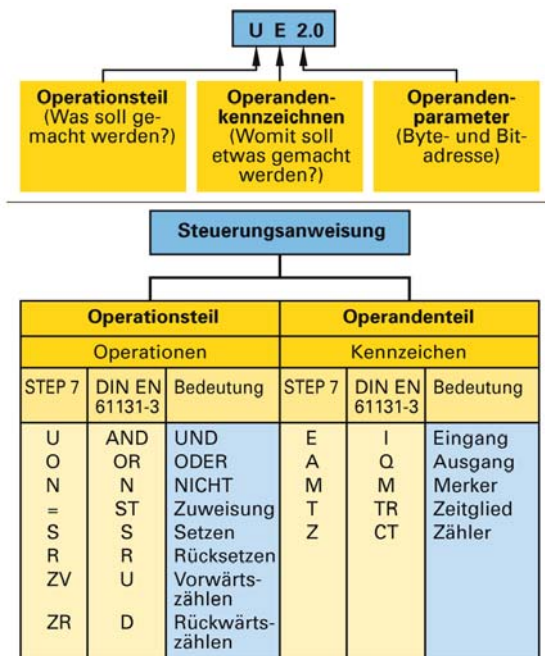 U E 2.0
Operationsteil
(Was soll ge-
macht werden?)
Operanden-
kennzeichnen
(Womit soll
etwas gemacht
werden?)
Operanden-
parameter
(Byte- und Bit-
adresse)
Steuerungsanweisung
Operationsteil Operandenteil
Operationen Kennzeichen
STEP 7 DIN EN 61131-3 Bedeutung STEP 7 DIN EN 61131-3 Bedeutung
U AND UND E I Eingang
O OR ODER A Q Ausgang
N N NICHT M M Merker
= ST Zuweisung T TR Zeitglied
S S Setzen Z CT Zähler
R R Rücksetzen
ZV U Vorwärts-
zählen
ZR D Rückwärts-
zählen